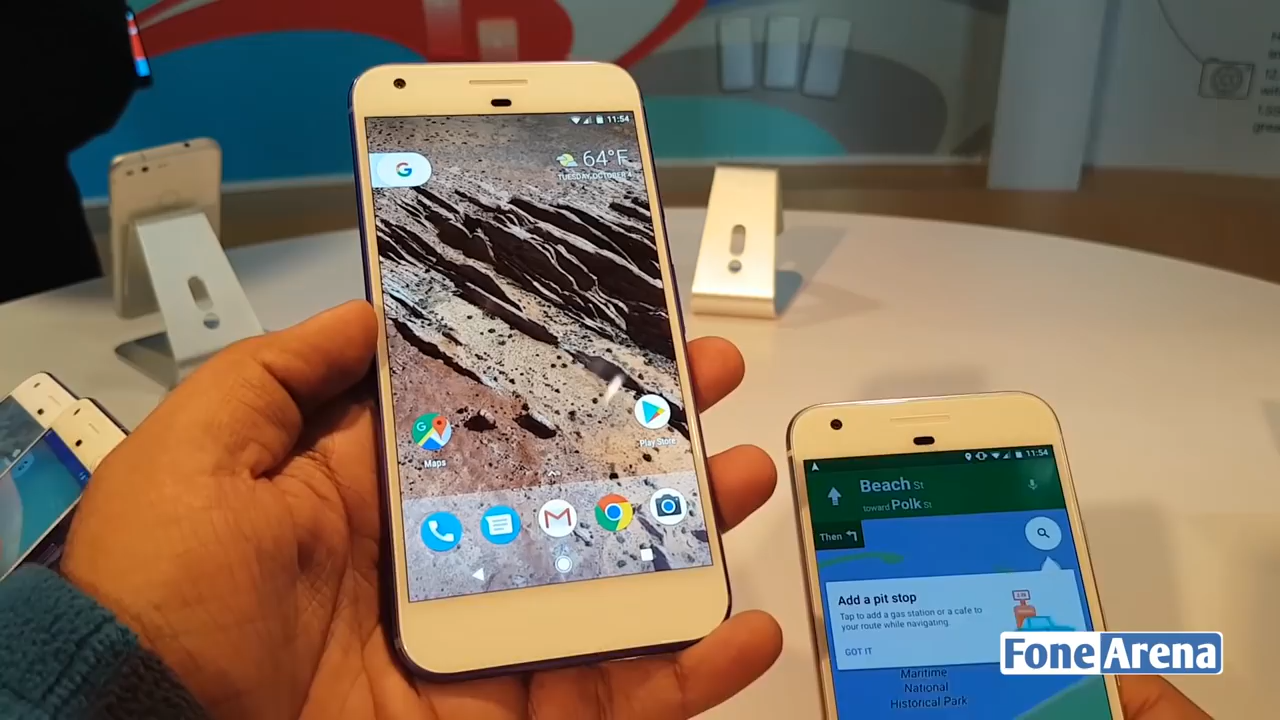 11:54
G
64°F
TUESDAY, OCTOBER 4
G
Maps
Play Store
11:54
Beach St
toward Polk St
Then
Add a pit stop
Tap to add a gas station or a cafe to
your route while navigating.
GOT IT
Maritime
National
Historical Park
FoneArena